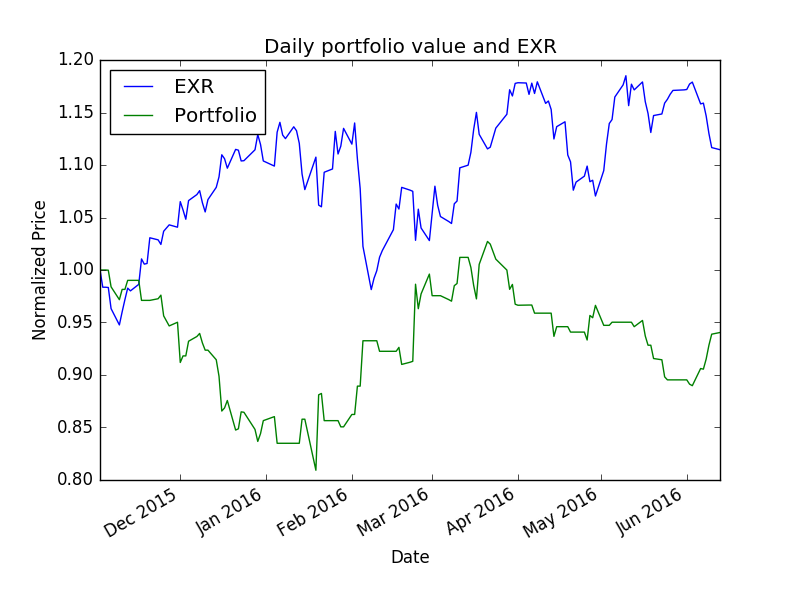 Daily portfolio value and EXR
EXR
Portfolio
1.20
1.15
1.10
1.05
1.00
0.95
0.90
0.85
0.80
Normalized Price
Dec 2015
Jan 2016
Feb 2016
Mar 2016
Apr 2016
May 2016
Jun 2016
Date